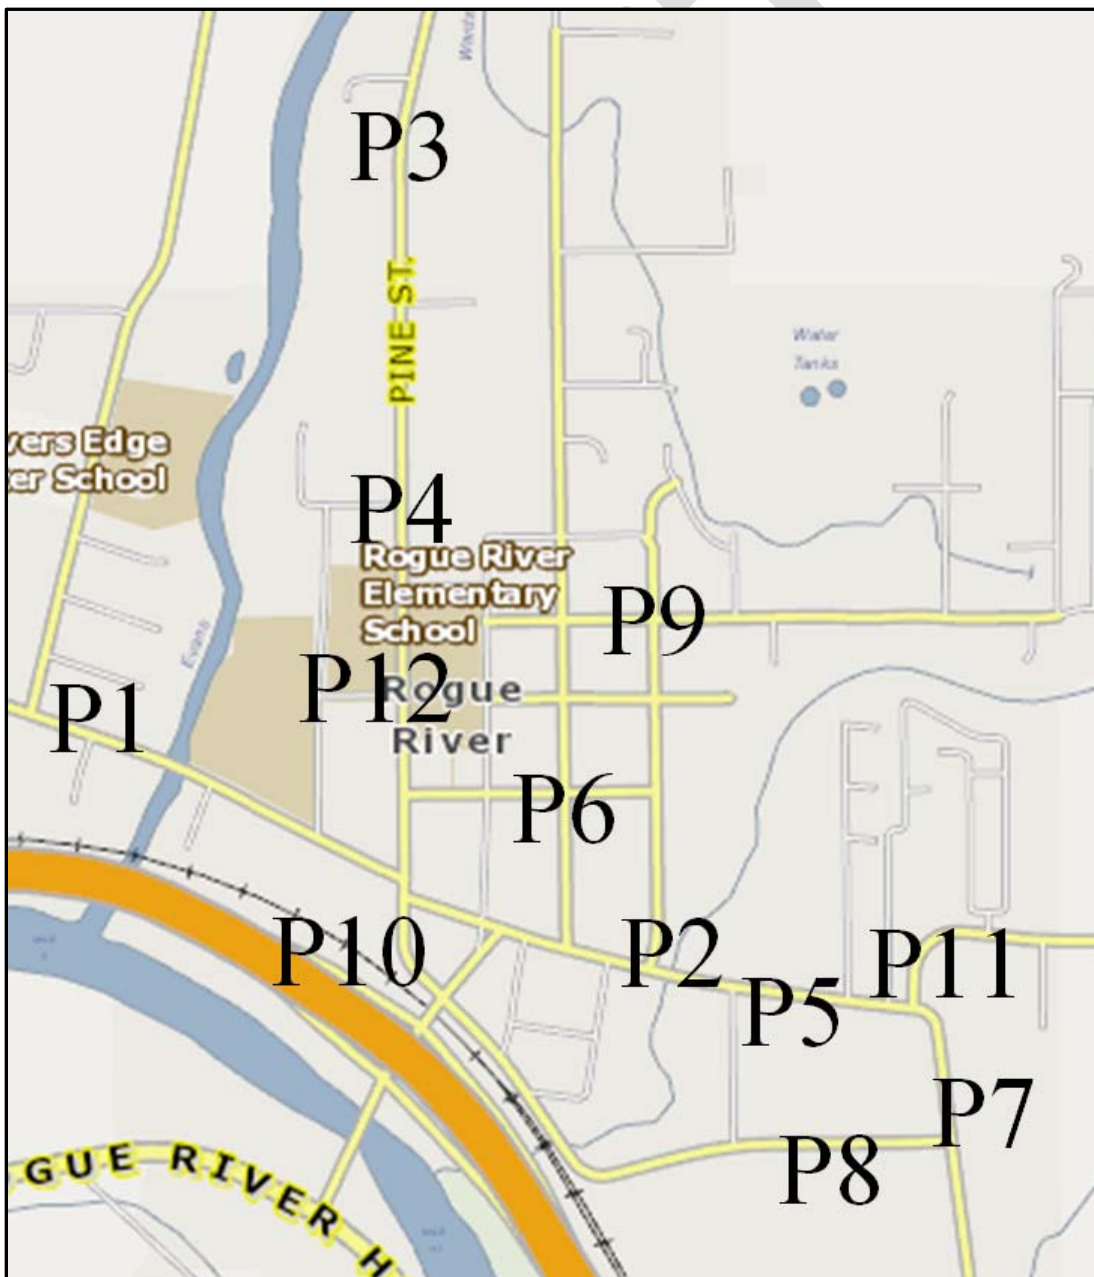 P3
PINE ST.
Water
Tanks
vers Edge
er School
P4
Rogue River
Elementary
School
P9
Evans
P12
Rogue
River
P1
P6
P10
P2
P11
P5
P7
P8
GUE RIVER H